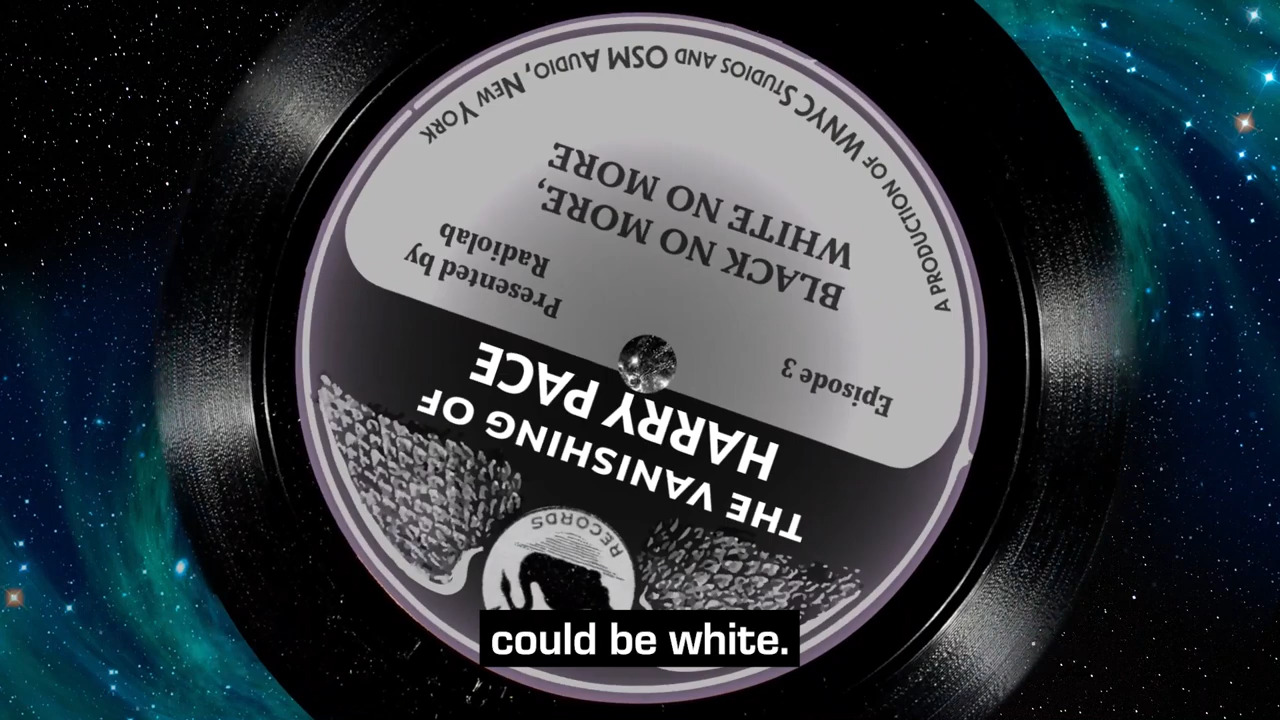 RECORDS
THE VANISHING OF
HARRY PACE
Episode 3
Presented by
Radiolab
BLACK NO MORE,
WHITE NO MORE
A PRODUCTION OF WNYC STUDIOS AND OSM AUDIO, NEW YORK
could be white.